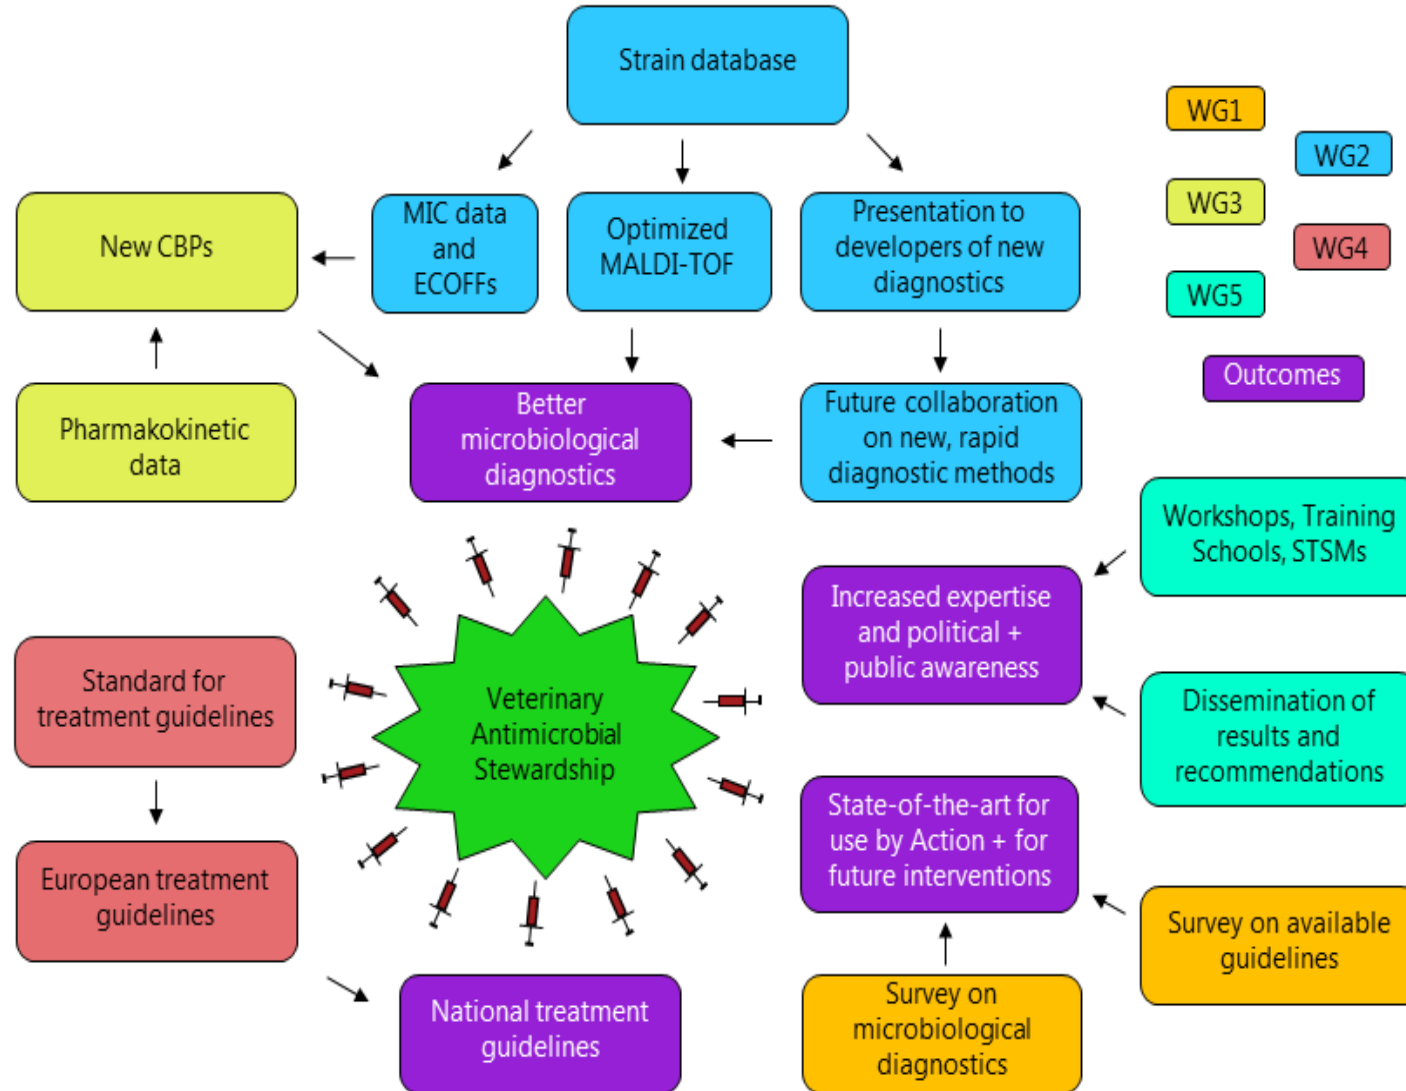 Strain database
WG1
WG2
WG3
WG4
WG5
Outcomes
New CBPs
MIC data
and
ECOFFs
Optimized
MALDI-TOF
Presentation to
developers of new
diagnostics
Pharmakokinetic
data
Better
microbiological
diagnostics
Future collaboration
on new, rapid
diagnostic methods
Workshops, Training
Schools, STSMs
Increased expertise
and political +
public awareness
Standard for
treatment guidelines
Veterinary
Antimicrobial
Stewardship
Dissemination of
results and
recommendations
State-of-the-art for
use by Action + for
future interventions
European treatment
guidelines
Survey on available
guidelines
National treatment
guidelines
Survey on
microbiological
diagnostics